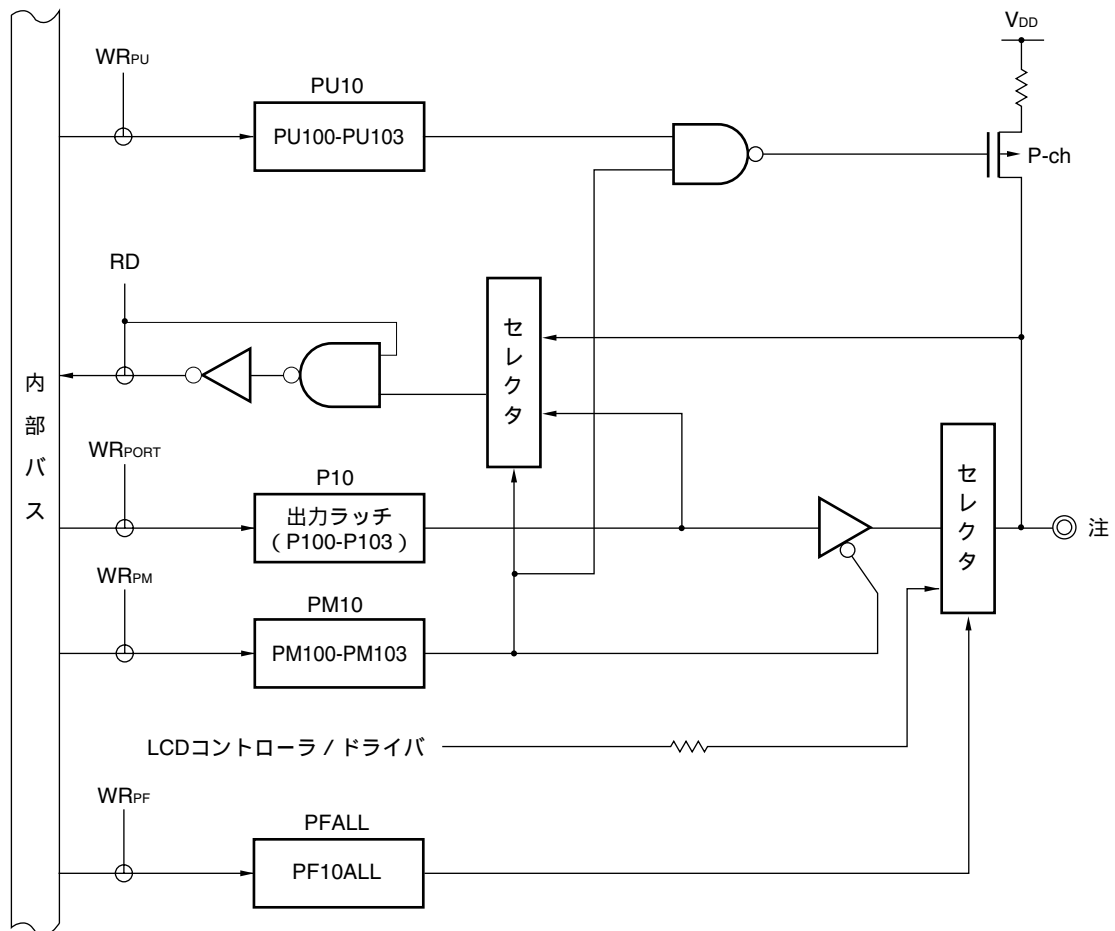 VDD
WRPU
PU10
PU100-PU103
P-ch
RD
セレクタ
内部バス
WRPORT
P10
出力ラッチ
( P100-P103 )
セレクタ
注
WRPM
PM10
PM100-PM103
LCDコントローラ / ドライバ
WRPF
PFALL
PF10ALL